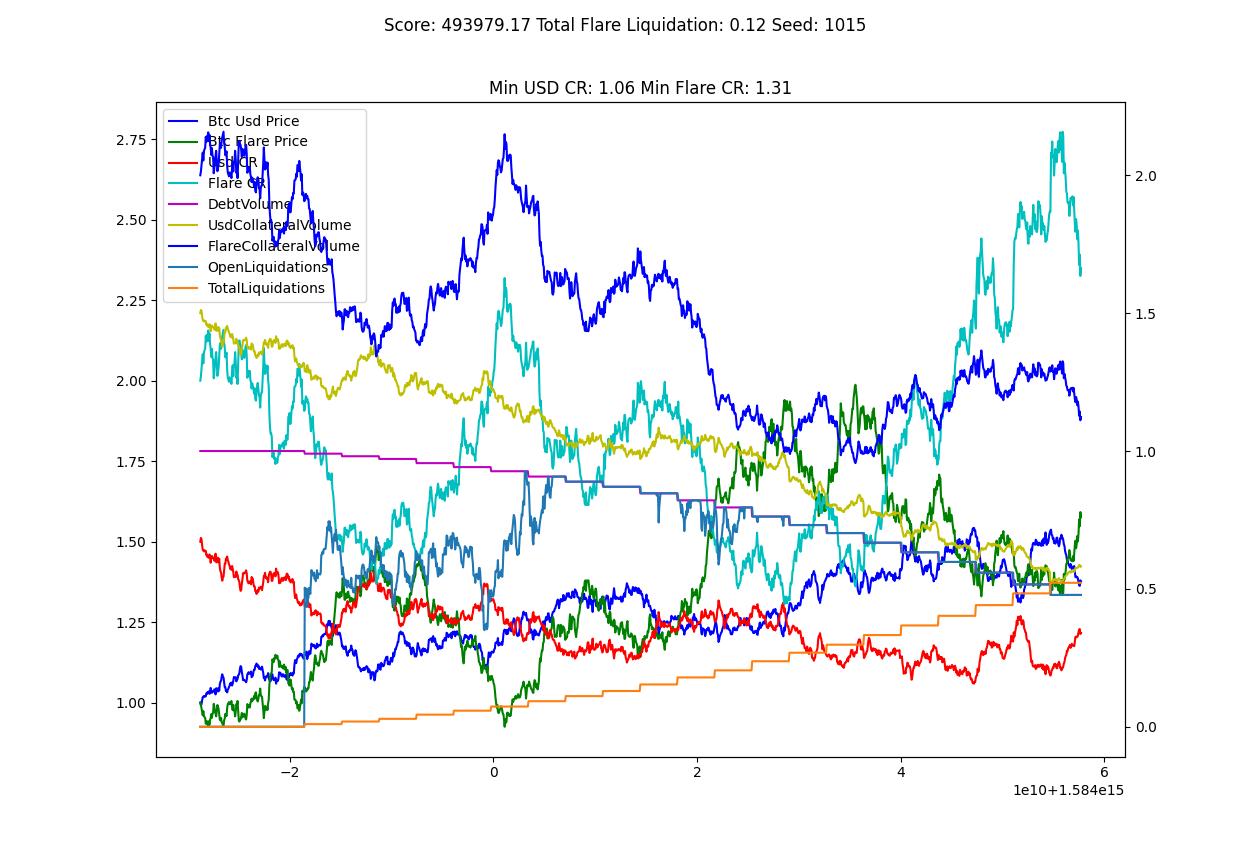 Score: 493979.17 Total Flare Liquidation: 0.12 Seed: 1015
Min USD CR: 1.06 Min Flare CR: 1.31
Btc Usd Price
Btc Flare Price
Usd CR
Flare CR
DebtVolume
UsdCollateralVolume
FlareCollateralVolume
OpenLiquidations
TotalLiquidations
2.75
2.50
2.25
2.00
1.75
1.50
1.25
1.00
2.0
1.5
1.0
0.5
0.0
−2
0
2
4
6
1e10+1.584e15